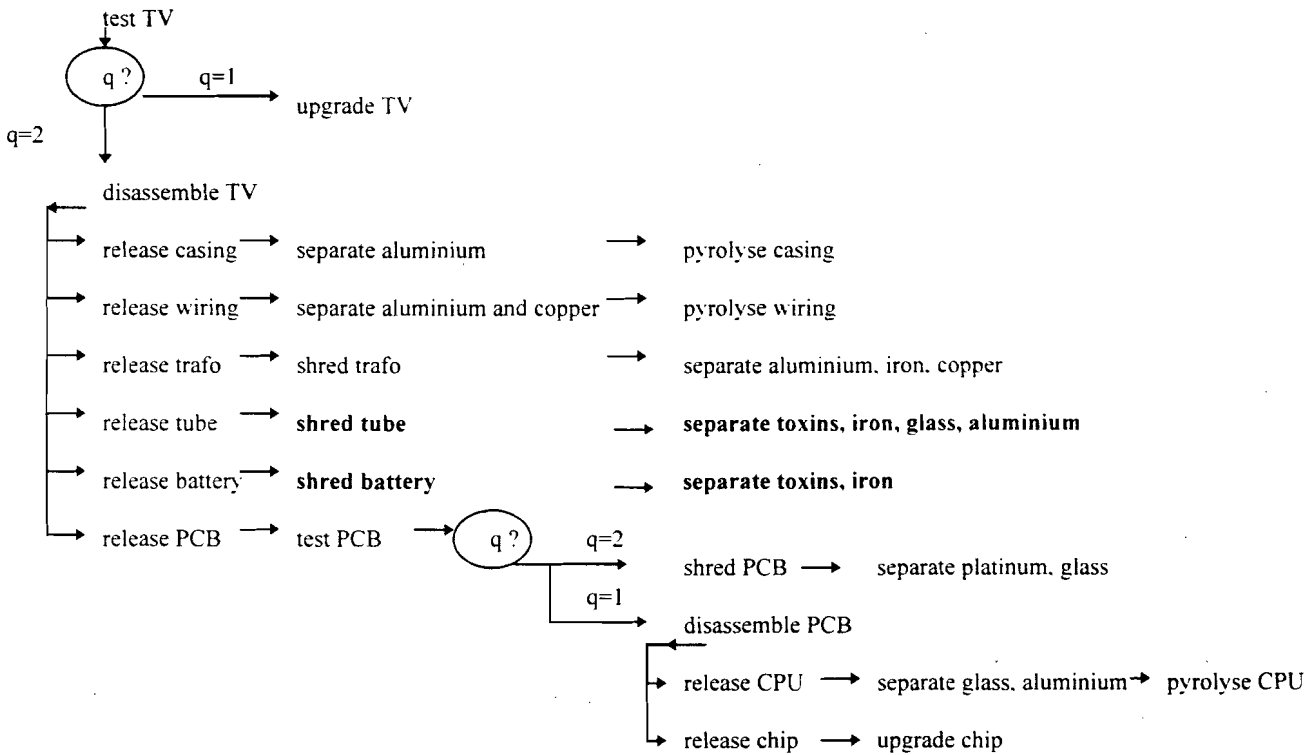 test TV
q ? q=1
upgrade TV
q=2
disassemble TV
release casing separate aluminium pyrolyse casing
release wiring separate aluminium and copper pyrolyse wiring
release trafo shred trafo separate aluminium, iron, copper
release tube shred tube separate toxins, iron, glass, aluminium
release battery shred battery separate toxins, iron
release PCB test PCB q ? q=2
shred PCB separate platinum, glass
q=1
disassemble PCB
release CPU separate glass, aluminium pyrolyse CPU
release chip upgrade chip